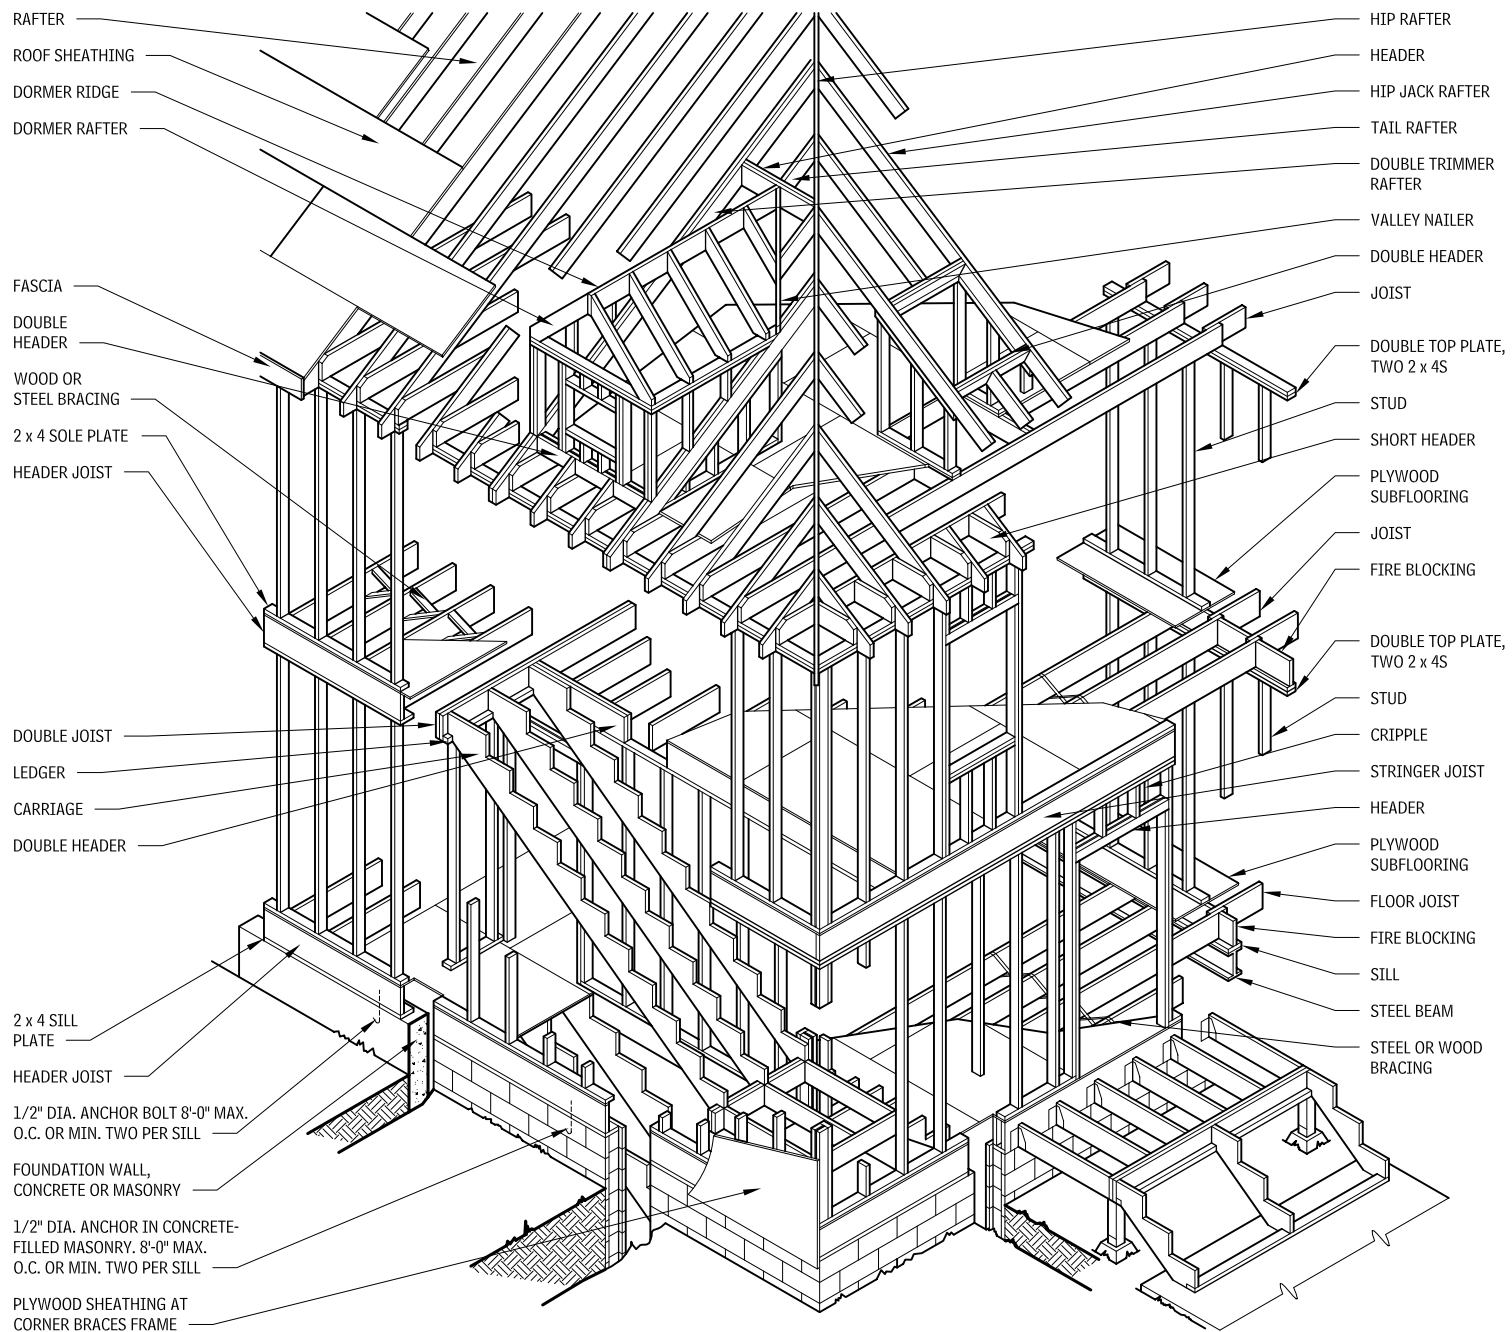 RAFTER
ROOF SHEATHING
DORMER RIDGE
DORMER RAFTER
FASCIA
DOUBLE
HEADER
WOOD OR
STEEL BRACING
2 x 4 SOLE PLATE
HEADER JOIST
DOUBLE JOIST
LEDGER
CARRIAGE
DOUBLE HEADER
2 x 4 SILL
PLATE
HEADER JOIST
1/2" DIA. ANCHOR BOLT 8'-0" MAX.
O.C. OR MIN. TWO PER SILL
FOUNDATION WALL,
CONCRETE OR MASONRY
1/2" DIA. ANCHOR IN CONCRETE-
FILLED MASONRY. 8'-0" MAX.
O.C. OR MIN. TWO PER SILL
PLYWOOD SHEATHING AT
CORNER BRACES FRAME
HIP RAFTER
HEADER
HIP JACK RAFTER
TAIL RAFTER
DOUBLE TRIMMER
RAFTER
VALLEY NAILER
DOUBLE HEADER
JOIST
DOUBLE TOP PLATE,
TWO 2 x 4S
STUD
SHORT HEADER
PLYWOOD
SUBFLOORING
JOIST
FIRE BLOCKING
DOUBLE TOP PLATE,
TWO 2 x 4S
STUD
CRIPPLE
STRINGER JOIST
HEADER
PLYWOOD
SUBFLOORING
FLOOR JOIST
FIRE BLOCKING
SILL
STEEL BEAM
STEEL OR WOOD
BRACING